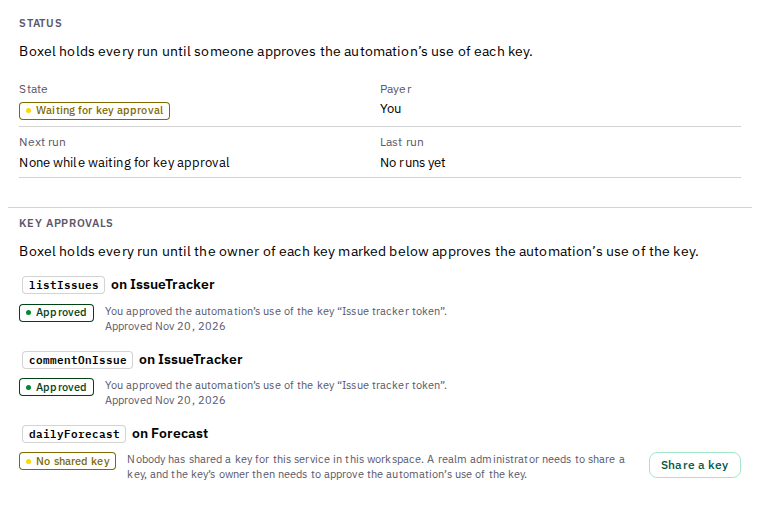 STATUS
Boxel holds every run until someone approves the automation's use of each key.
State
Payer
Waiting for key approval
You
Next run
Last run
None while waiting for key approval
No runs yet
KEY APPROVALS
Boxel holds every run until the owner of each key marked below approves the automation's use of the key.
listIssues on IssueTracker
Approved You approved the automation's use of the key “Issue tracker token”.
Approved Nov 20, 2026
commentOnIssue on IssueTracker
Approved You approved the automation's use of the key “Issue tracker token”.
Approved Nov 20, 2026
dailyForecast on Forecast
No shared key Nobody has shared a key for this service in this workspace. A realm administrator needs to share a
key, and the key's owner then needs to approve the automation's use of the key.
Share a key